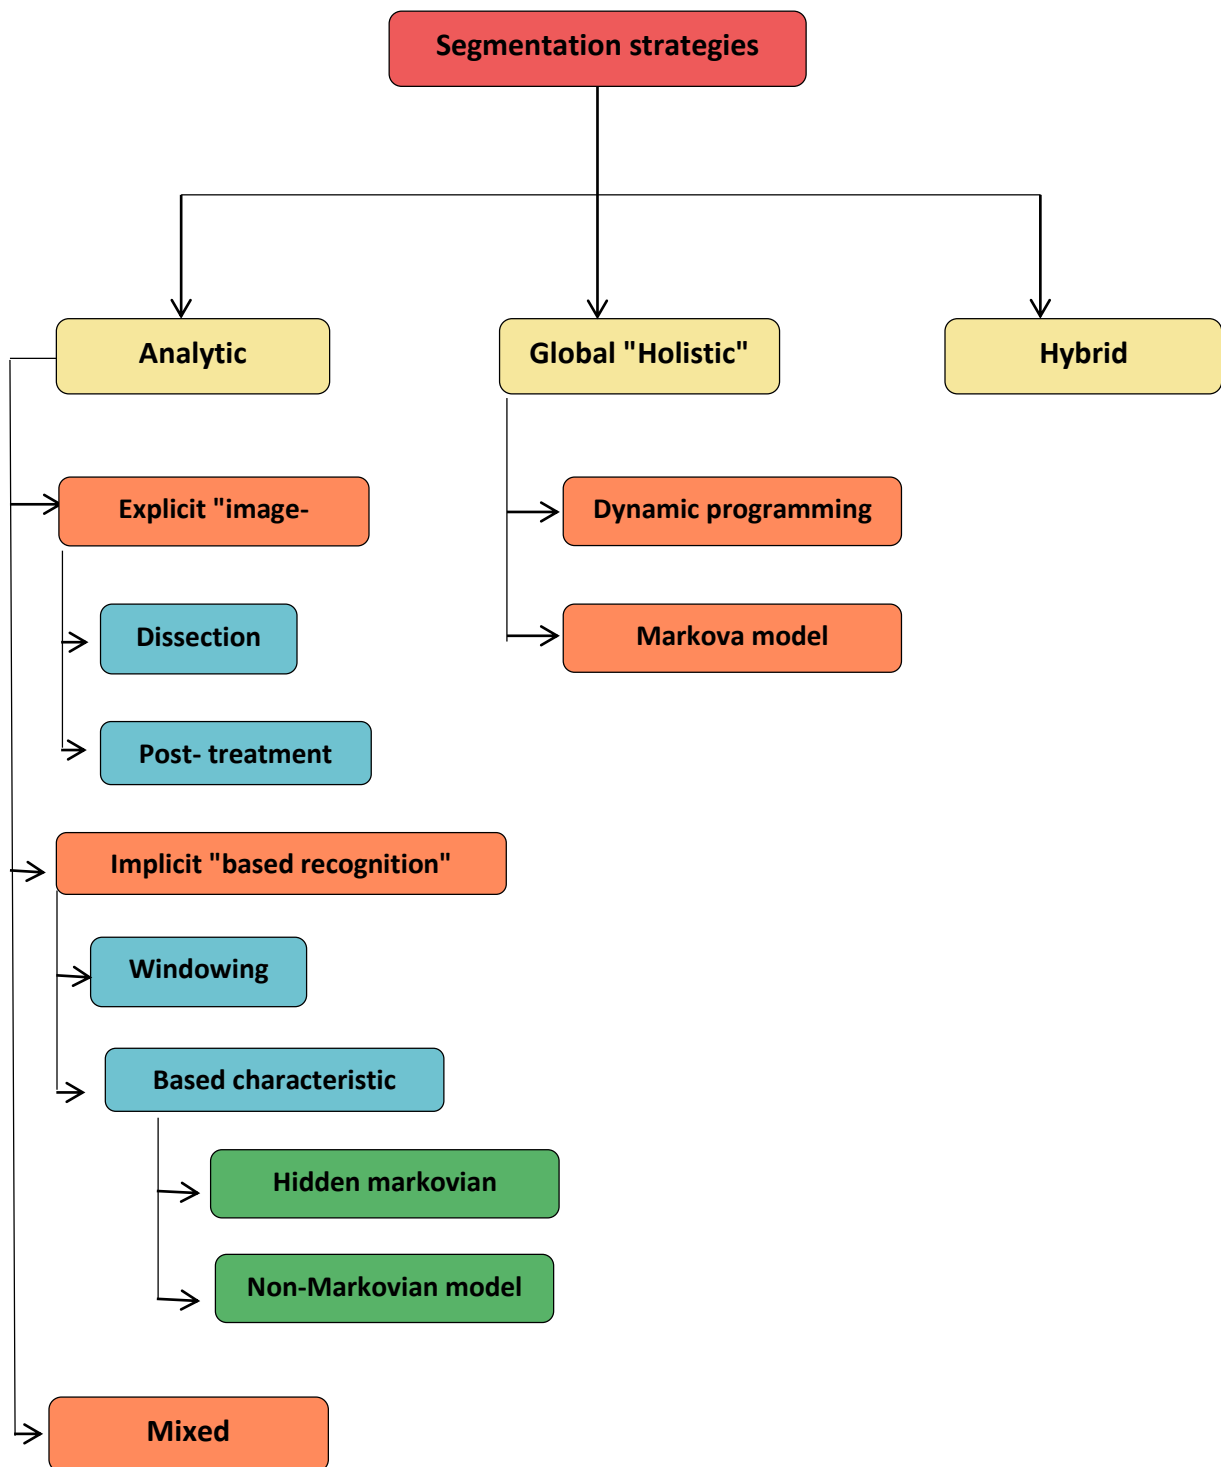 Segmentation strategies
Analytic
Global "Holistic"
Hybrid
Explicit "image-
Dynamic programming
Dissection
Markova model
Post- treatment
Implicit "based recognition"
Windowing
Based characteristic
Hidden markovian
Non-Markovian model
Mixed